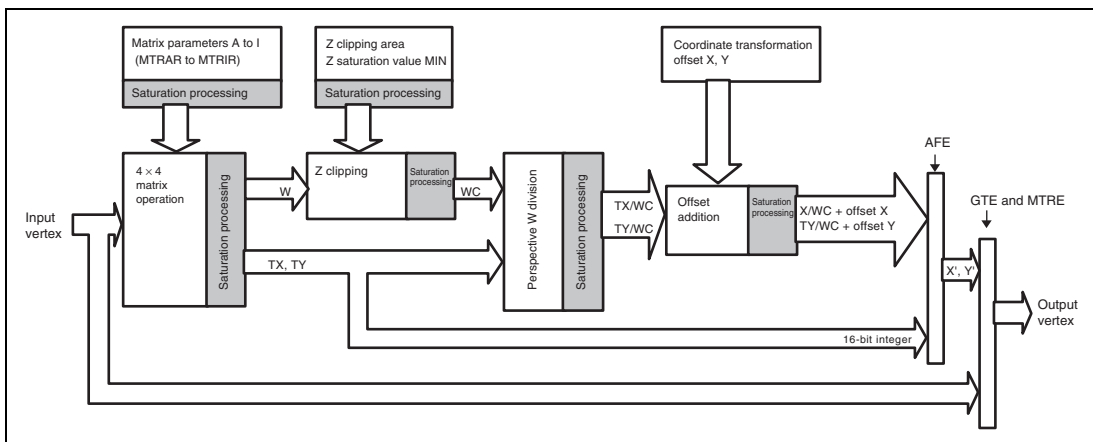 Matrix parameters A to I
(MTRAR to MTRIR)
Saturation processing
Z clipping area
Z saturation value MIN
Saturation processing
Coordinate transformation
offset X, Y
Input
vertex
4 × 4
matrix
operation
Saturation processing
W
Z clipping
Saturation
processing
WC
TX, TY
Perspective W division
Saturation processing
TX/WC
TY/WC
Offset
addition
Saturation
processing
X/WC + offset X
TY/WC + offset Y
16-bit integer
AFE
X', Y'
GTE and MTRE
Output
vertex